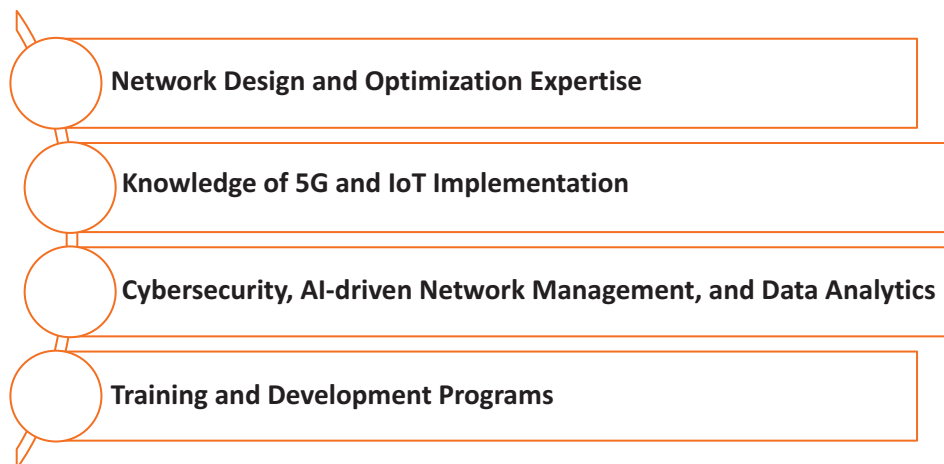 Network Design and Optimization Expertise
Knowledge of 5G and IoT Implementation
Cybersecurity, AI-driven Network Management, and Data Analytics
Training and Development Programs